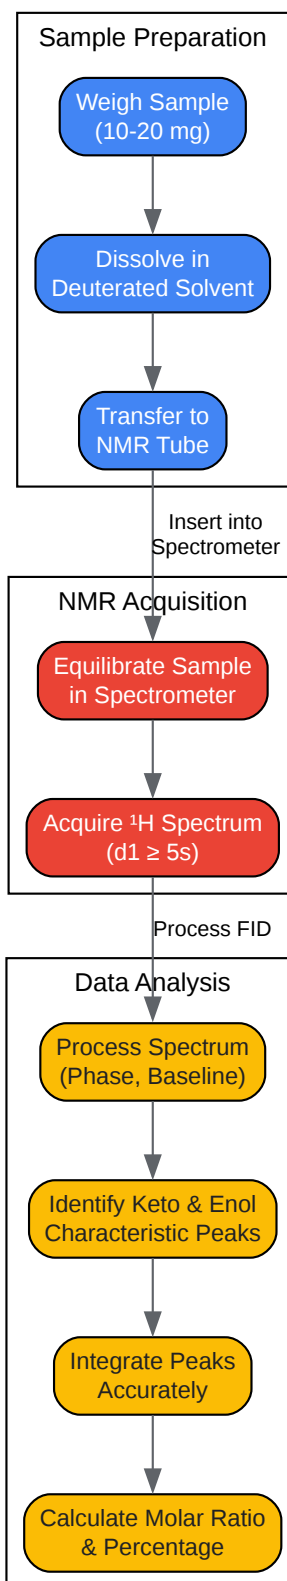 Sample Preparation
Weigh Sample
(10-20 mg)
Dissolve in
Deuterated Solvent
Transfer to
NMR Tube
Insert into
Spectrometer
NMR Acquisition
Equilibrate Sample
in Spectrometer
Acquire ¹H Spectrum
(d1 ≥ 5s)
Process FID
Data Analysis
Process Spectrum
(Phase, Baseline)
Identify Keto & Enol
Characteristic Peaks
Integrate Peaks
Accurately
Calculate Molar Ratio
& Percentage